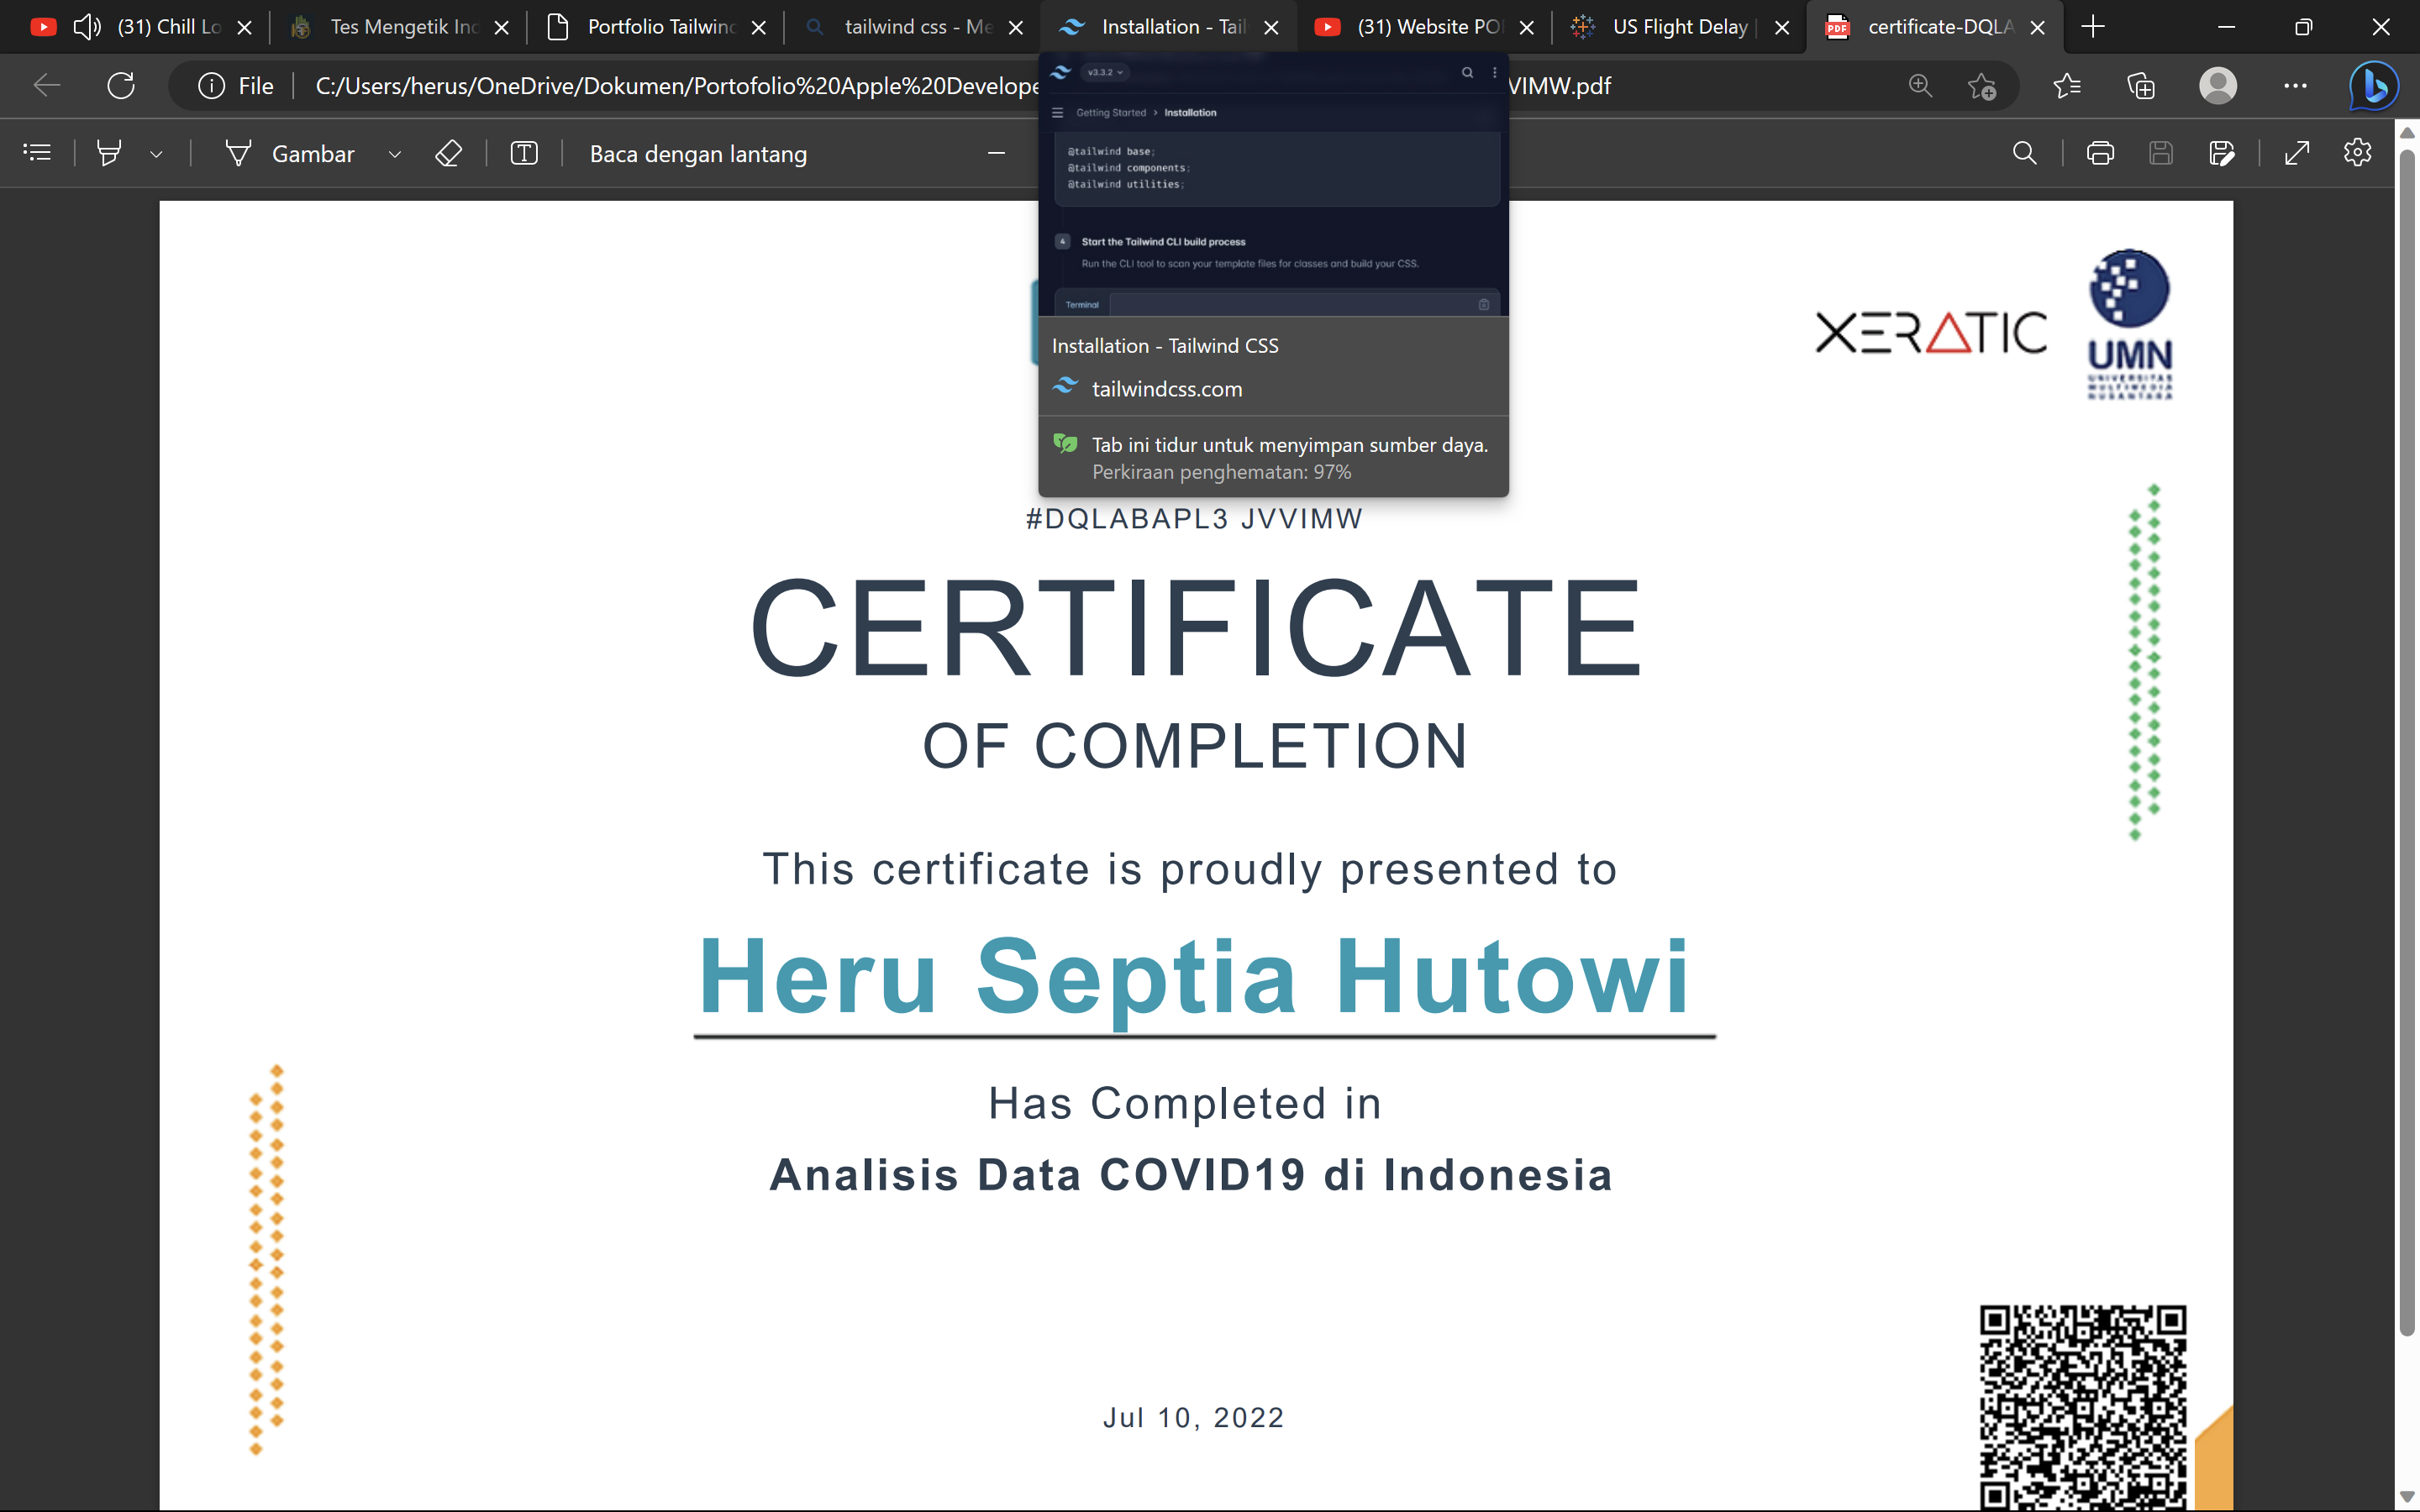 (31) Chill Lo
Tes Mengetik Ind
Portfolio Tailwind
tailwind css - Me
Installation - Tail
(31) Website PO
US Flight Delay
certificate-DQLA
File
C:/Users/herus/OneDrive/Dokumen/Portofolio%20Apple%20Develope
VIMW.pdf
Gambar
Baca dengan lantang
v3.3.2
Getting Started › Installation
@tailwind base;
@tailwind components;
@tailwind utilities;
4
Start the Tailwind CLI build process
Run the CLI tool to scan your template files for classes and build your CSS.
Terminal
Installation - Tailwind CSS
tailwindcss.com
Tab ini tidur untuk menyimpan sumber daya.
Perkiraan penghematan: 97%
XERATIC
UMN
UNIVERSITAS
MULTIMEDIA
NUSANTARA
#DQLABAPL3 JVVIMW
CERTIFICATE
OF COMPLETION
This certificate is proudly presented to
Heru Septia Hutowi
Has Completed in
Analisis Data COVID19 di Indonesia
Jul 10, 2022